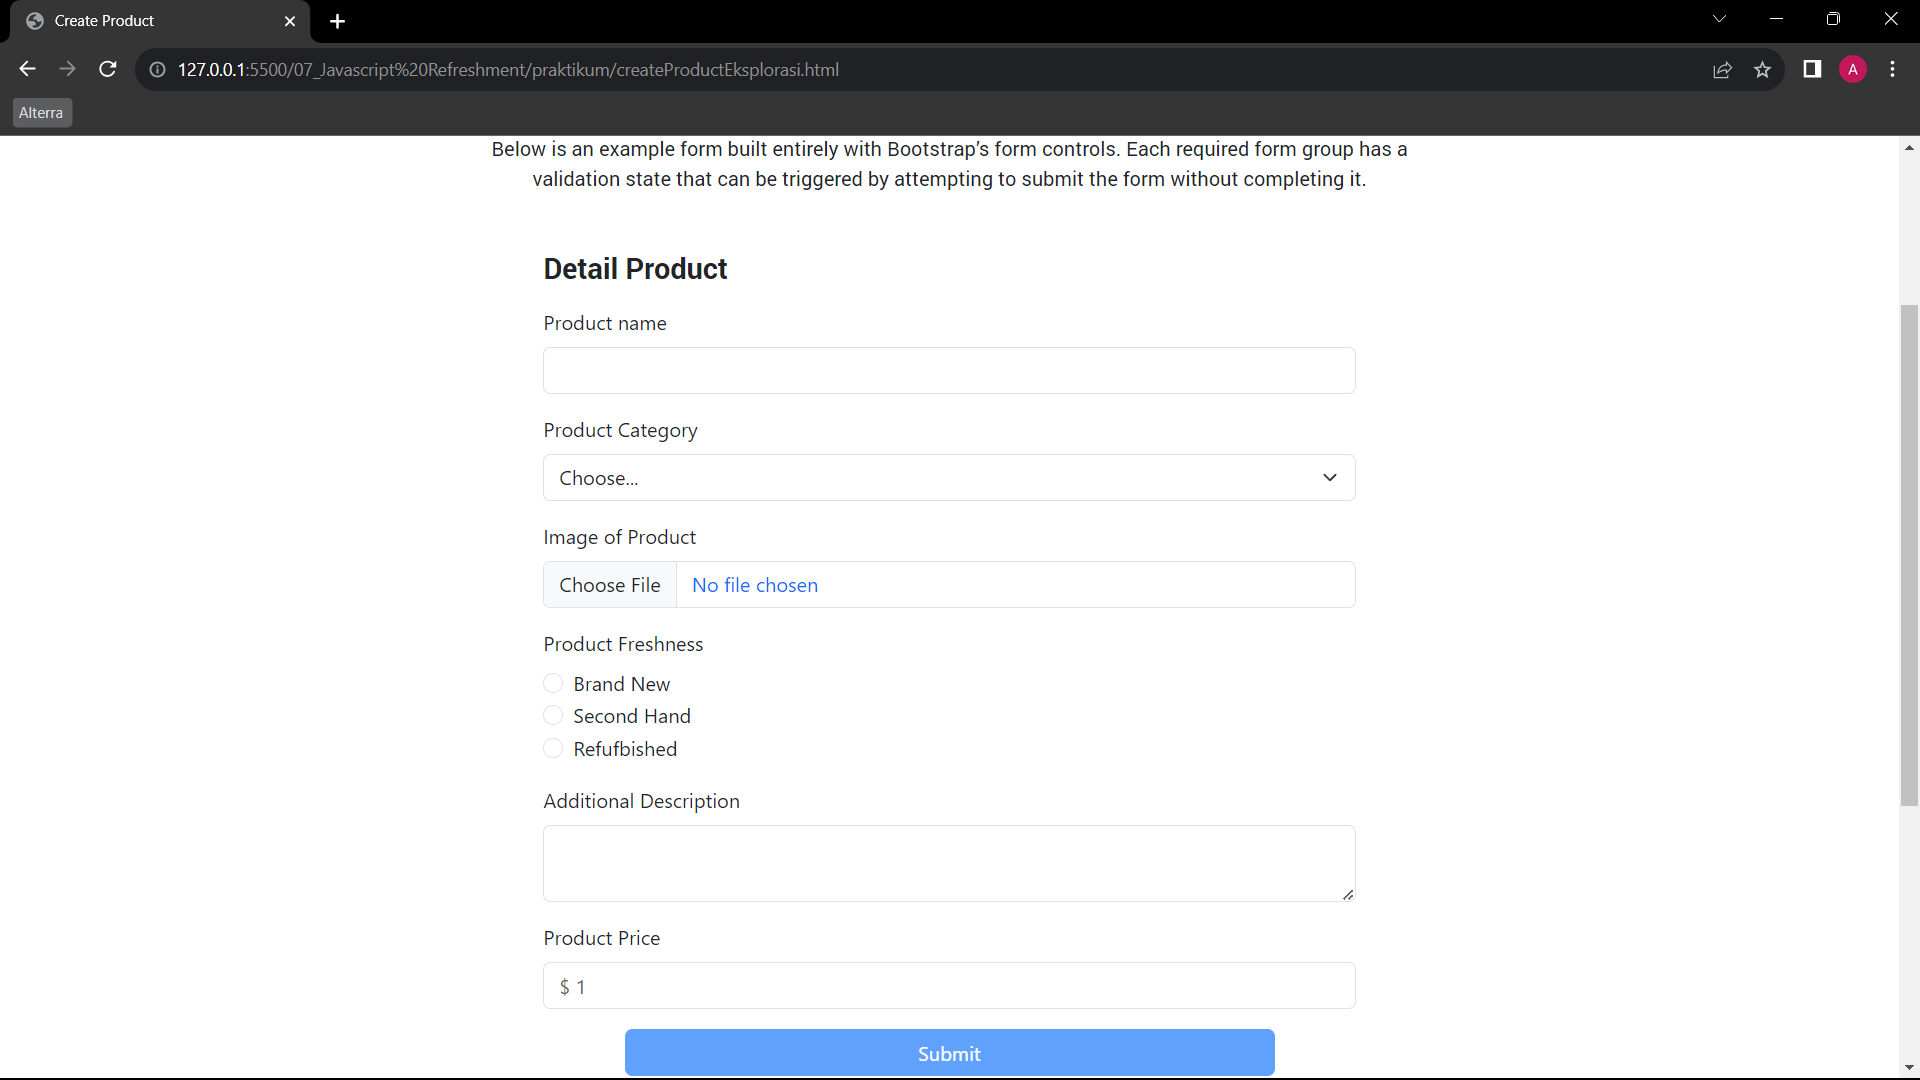 Create Product
127.0.0.1:5500/07_Javascript%20Refreshment/praktikum/createProductEksplorasi.html
A
Alterra
Below is an example form built entirely with Bootstrap’s form controls. Each required form group has a
validation state that can be triggered by attempting to submit the form without completing it.
Detail Product
Product name
Product Category
Choose...
Image of Product
Choose File No file chosen
Product Freshness
Brand New
Second Hand
Refufbished
Additional Description
Product Price
$ 1
Submit